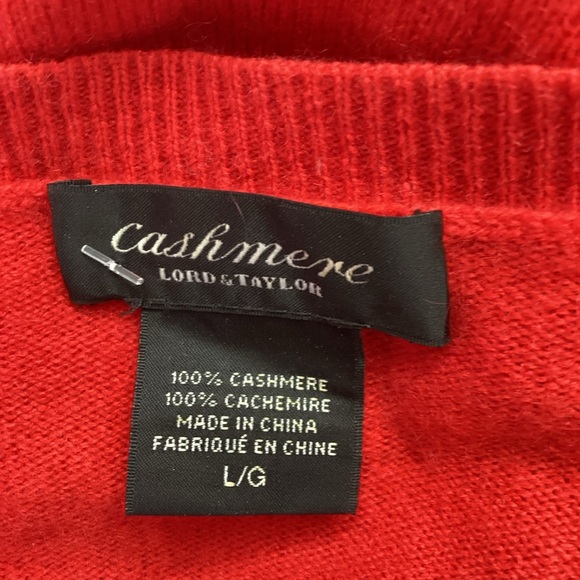 Cashmere
LORD & TAYLOR
100% CASHMERE
100% CACHEMIRE
MADE IN CHINA
FABRIQUÉ EN CHINE
L/G